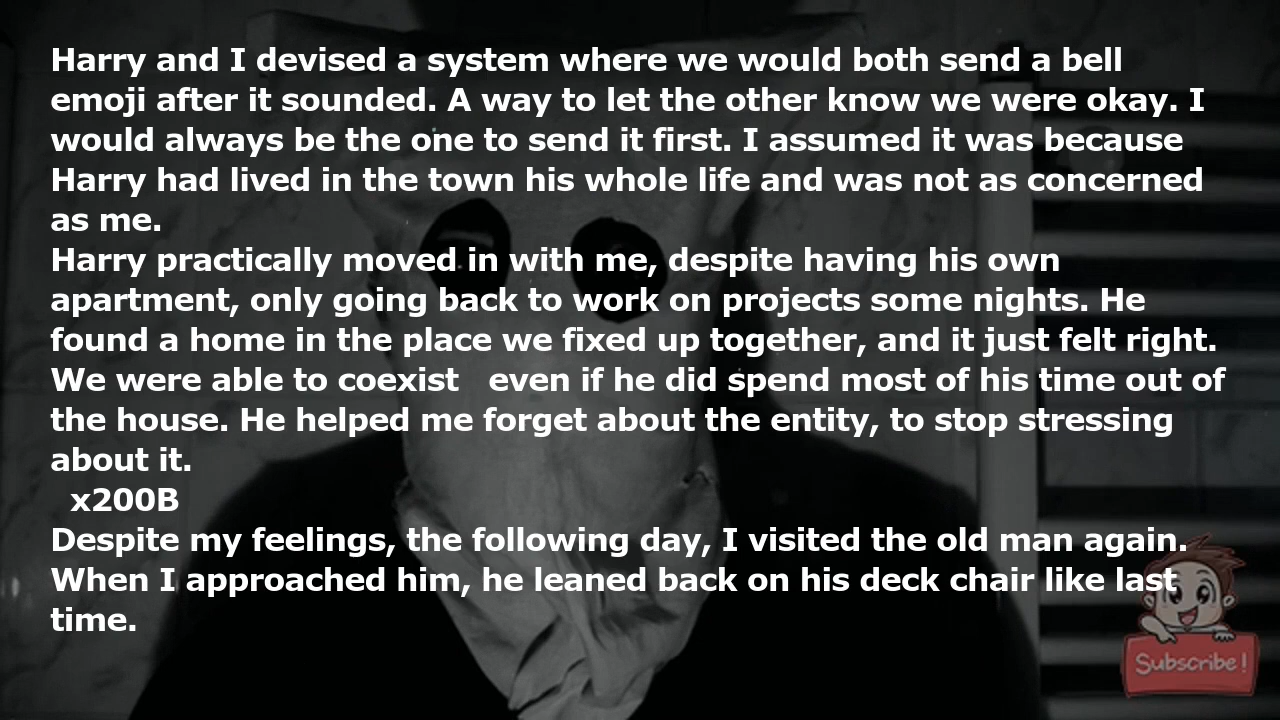 Harry and I devised a system where we would both send a bell
emoji after it sounded. A way to let the other know we were okay. I
would always be the one to send it first. I assumed it was because
Harry had lived in the town his whole life and was not as concerned
as me.
Harry practically moved in with me, despite having his own
apartment, only going back to work on projects some nights. He
found a home in the place we fixed up together, and it just felt right.
We were able to coexist   even if he did spend most of his time out of
the house. He helped me forget about the entity, to stop stressing
about it.
x200B
Despite my feelings, the following day, I visited the old man again.
When I approached him, he leaned back on his deck chair like last
time.
Subscribe!